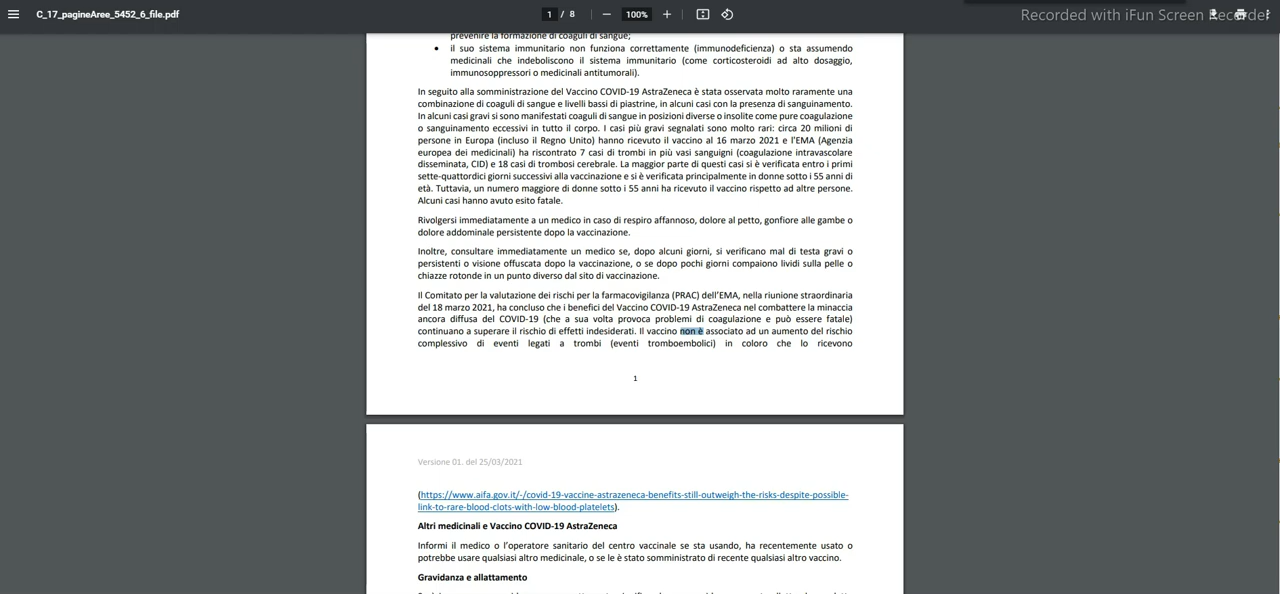 C_17_pagineAree_5452_6_file.pdf
1 / 8
100%
Recorded with iFun Screen Recorder
prevenire la formazione di coaguli di sangue;
• il suo sistema immunitario non funziona correttamente (immunodeficienza) o sta assumendo
medicinali che indeboliscono il sistema immunitario (come corticosteroidi ad alto dosaggio,
immunosoppressori o medicinali antitumorali).
In seguito alla somministrazione del Vaccino COVID-19 AstraZeneca è stata osservata molto raramente una
combinazione di coaguli di sangue e livelli bassi di piastrine, in alcuni casi con la presenza di sanguinamento.
In alcuni casi gravi si sono manifestati coaguli di sangue in posizioni diverse o insolite come pure coagulazione
o sanguinamento eccessivi in tutto il corpo. I casi più gravi segnalati sono molto rari: circa 20 milioni di
persone in Europa (incluso il Regno Unito) hanno ricevuto il vaccino al 16 marzo 2021 e l'EMA (Agenzia
europea dei medicinali) ha riscontrato 7 casi di trombi in più vasi sanguigni (coagulazione intravascolare
disseminata, CID) e 18 casi di trombosi cerebrale. La maggior parte di questi casi si è verificata entro i primi
sette-quattordici giorni successivi alla vaccinazione e si è verificata principalmente in donne sotto i 55 anni di
età. Tuttavia, un numero maggiore di donne sotto i 55 anni ha ricevuto il vaccino rispetto ad altre persone.
Alcuni casi hanno avuto esito fatale.
Rivolgersi immediatamente a un medico in caso di respiro affannoso, dolore al petto, gonfiore alle gambe o
dolore addominale persistente dopo la vaccinazione.
Inoltre, consultare immediatamente un medico se, dopo alcuni giorni, si verificano mal di testa gravi o
persistenti o visione offuscata dopo la vaccinazione, o se dopo pochi giorni compaiono lividi sulla pelle o
chiazze rotonde in un punto diverso dal sito di vaccinazione.
Il Comitato per la valutazione dei rischi per la farmacovigilanza (PRAC) dell'EMA, nella riunione straordinaria
del 18 marzo 2021, ha concluso che i benefici del Vaccino COVID-19 AstraZeneca nel combattere la minaccia
ancora diffusa del COVID-19 (che a sua volta provoca problemi di coagulazione e può essere fatale)
continuano a superare il rischio di effetti indesiderati. Il vaccino non è associato ad un aumento del rischio
complessivo di eventi legati a trombi (eventi tromboembolici) in coloro che lo ricevono
1
Versione 01. del 25/03/2021
(https://www.aifa.gov.it/-/covid-19-vaccine-astrazeneca-benefits-still-outweigh-the-risks-despite-possible-
link-to-rare-blood-clots-with-low-blood-platelets).
Altri medicinali e Vaccino COVID-19 AstraZeneca
Informi il medico o l'operatore sanitario del centro vaccinale se sta usando, ha recentemente usato o
potrebbe usare qualsiasi altro medicinale, o se le è stato somministrato di recente qualsiasi altro vaccino.
Gravidanza e allattamento